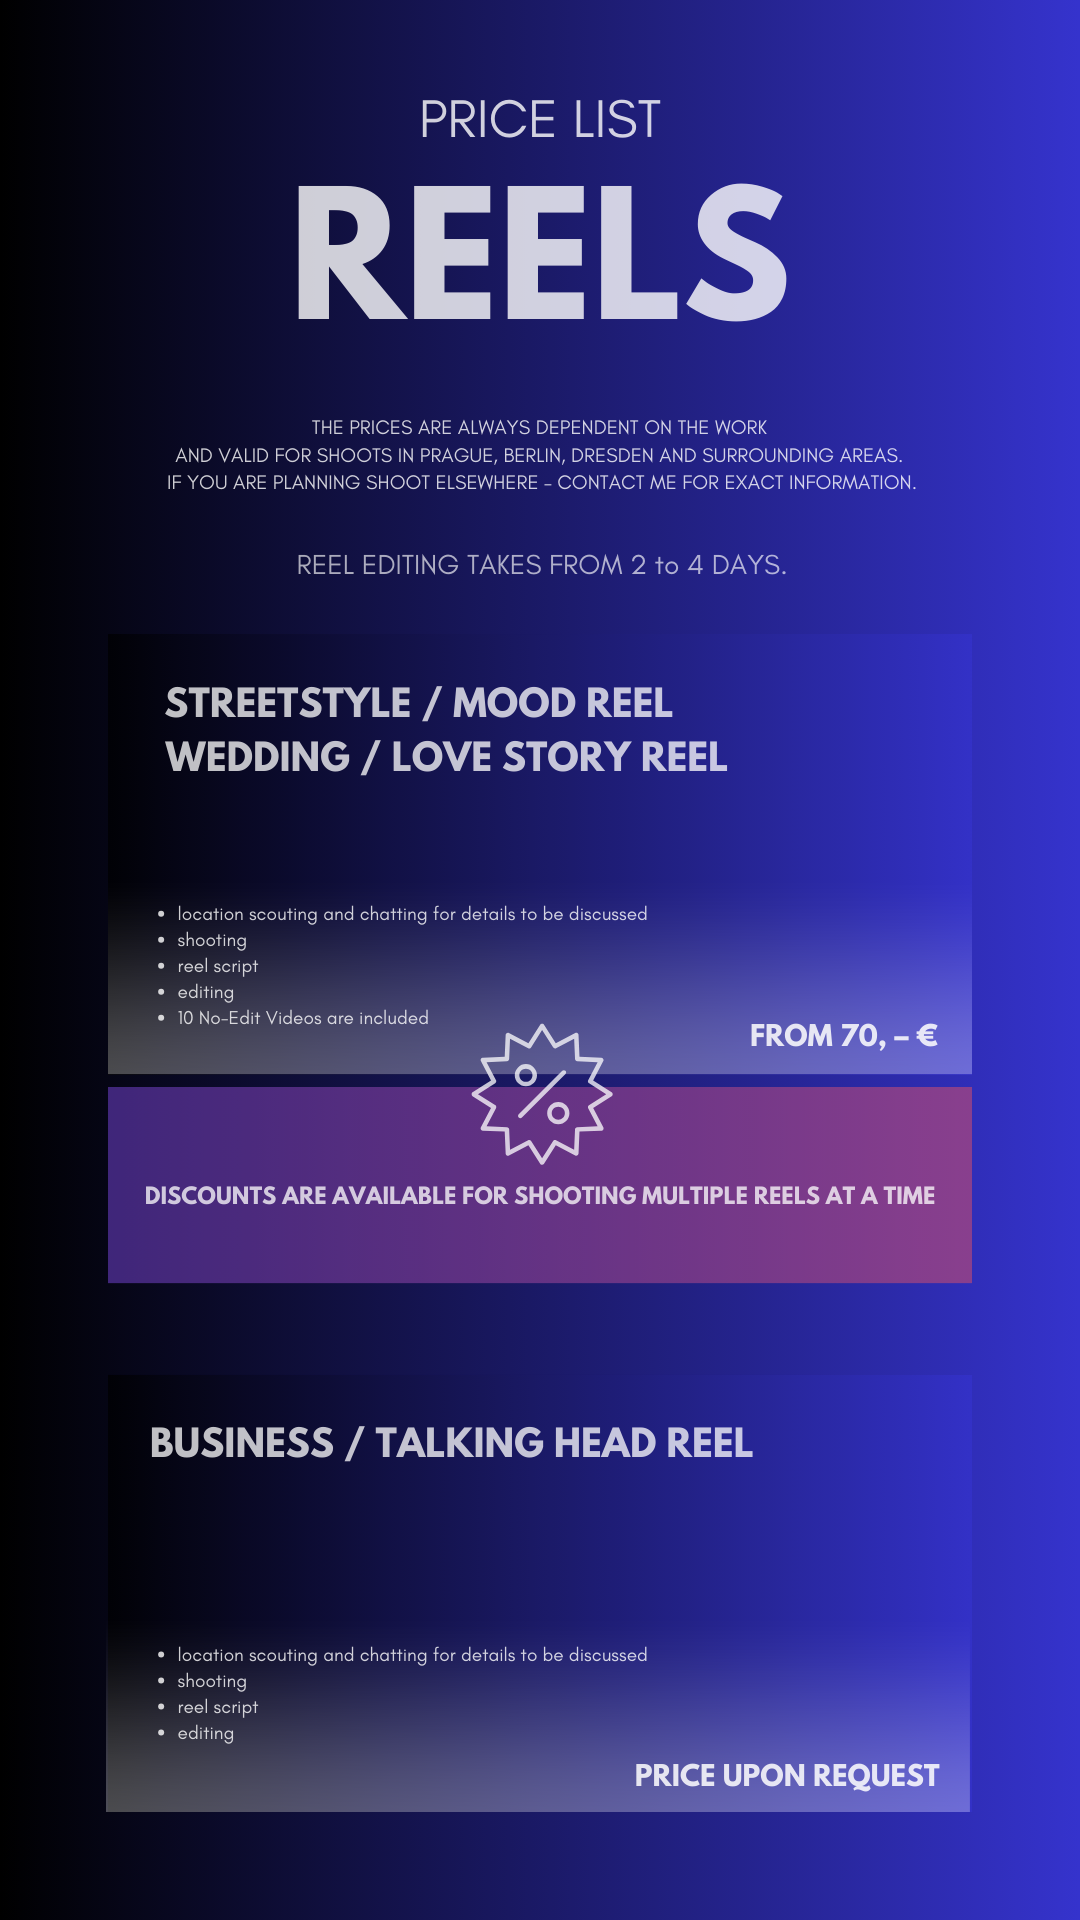 PRICE LIST
REELS
THE PRICES ARE ALWAYS DEPENDENT ON THE WORK
AND VALID FOR SHOOTS IN PRAGUE, BERLIN, DRESDEN AND SURROUNDING AREAS.
IF YOU ARE PLANNING SHOOT ELSEWHERE – CONTACT ME FOR EXACT INFORMATION.
REEL EDITING TAKES FROM 2 to 4 DAYS.
STREETSTYLE / MOOD REEL
WEDDING / LOVE STORY REEL
• location scouting and chatting for details to be discussed
• shooting
• reel script
• editing
• 10 No-Edit Videos are included
FROM 70, – €
%
DISCOUNTS ARE AVAILABLE FOR SHOOTING MULTIPLE REELS AT A TIME
BUSINESS / TALKING HEAD REEL
• location scouting and chatting for details to be discussed
• shooting
• reel script
• editing
PRICE UPON REQUEST